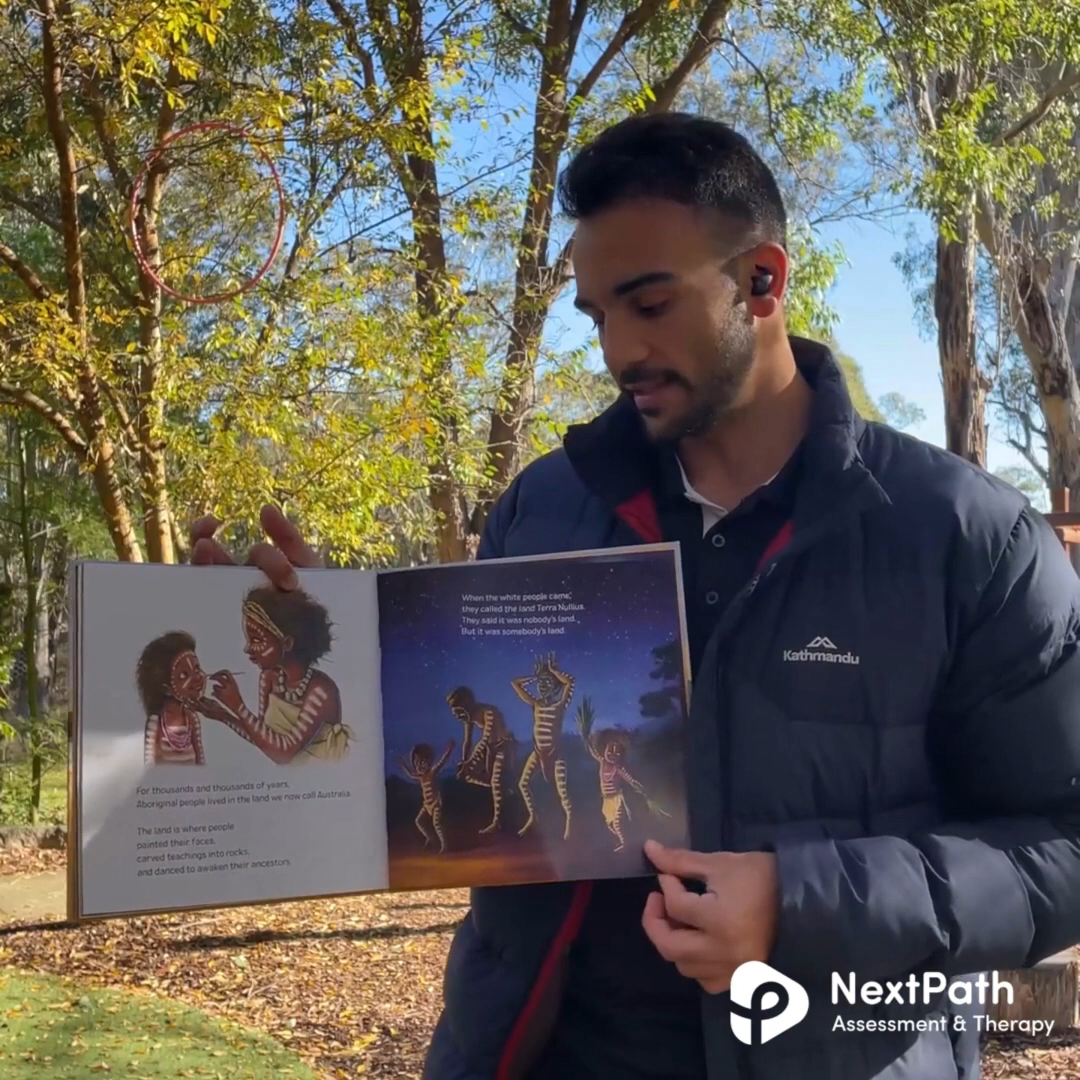 When the white people came,
they called the land Terra Nullius.
They said it was nobody's land.
But it was somebody's land.
For thousands and thousands of years,
Aboriginal people lived in the land we now call Australia.
The land is where people
painted their faces,
carved teachings into rocks,
and danced to awaken their ancestors.
Kathmandu
NextPath
Assessment & Therapy